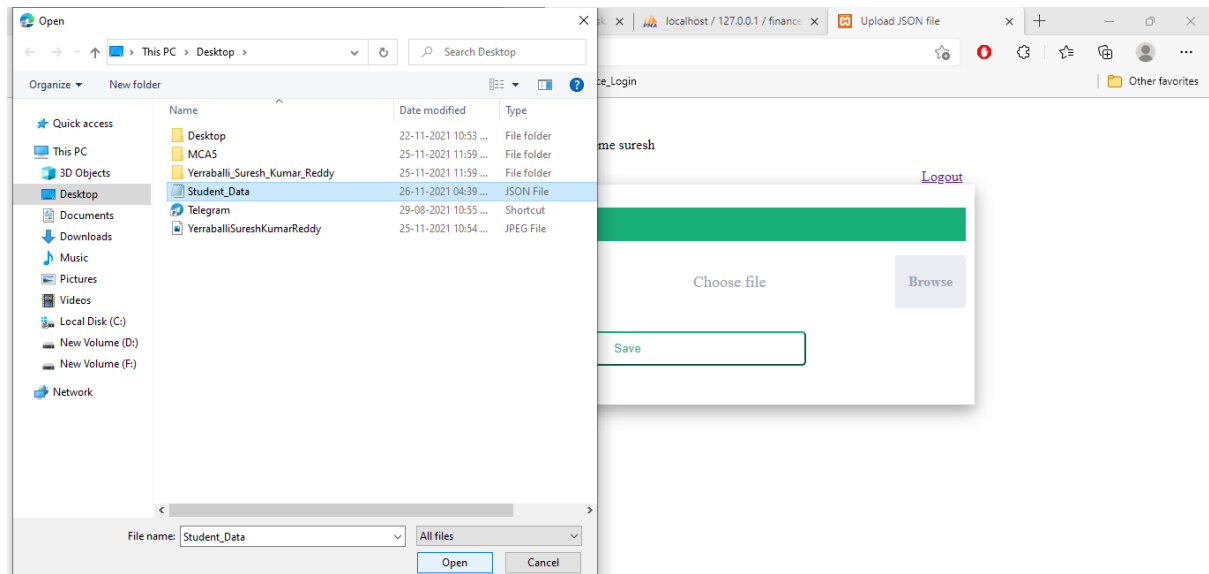 Open
This PC > Desktop >
Search Desktop
Organize
New folder
Name
Date modified
Type
Quick access
This PC
3D Objects
Desktop
Documents
Downloads
Music
Pictures
Videos
Local Disk (C:)
New Volume (D:)
New Volume (F:)
Network
Desktop 22-11-2021 10:53 ... File folder
MCA5 25-11-2021 11:59 ... File folder
Yerraballi_Suresh_Kumar_Reddy 25-11-2021 11:59 ... File folder
Student_Data 26-11-2021 04:39 ... JSON File
Telegram 29-08-2021 10:55 ... Shortcut
YerraballiSureshKumarReddy 25-11-2021 10:54 ... JPEG File
File name: Student_Data
All files
Open
Cancel
localhost / 127.0.0.1 / finance
Upload JSON file
ce_Login
Other favorites
me suresh
Logout
Choose file
Browse
Save